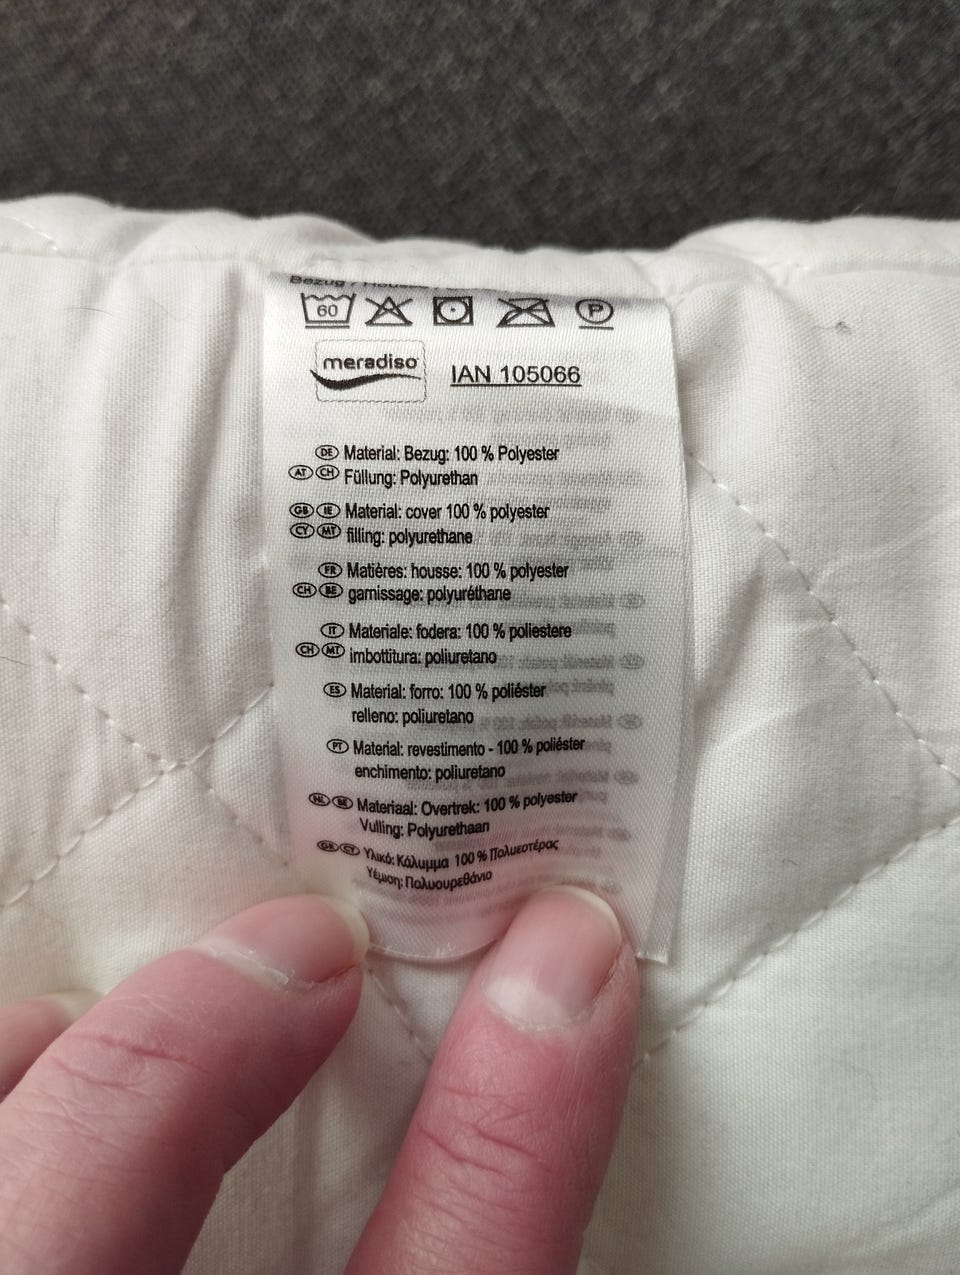 Bezug /
60 P
meradiso IAN 105066
DE Material: Bezug: 100 % Polyester
AT CH Füllung: Polyurethan
GB IE Material: cover 100 % polyester
CY MT filling: polyurethane
FR Matières: housse: 100 % polyester
CH BE garnissage: polyuréthane
IT Materiale: fodera: 100 % poliestere
CH MT imbottitura: poliuretano
ES Material: forro: 100 % poliéster
relleno: poliuretano
PT Material: revestimento - 100 % poliéster
enchimento: poliuretano
NL BE Materiaal: Overtrek: 100 % polyester
Vulling: Polyurethaan
GR CY Υλικό: Κάλυμμα 100 % Πολυεστέρας
Υέμιση: Πολυουρεθάνιο